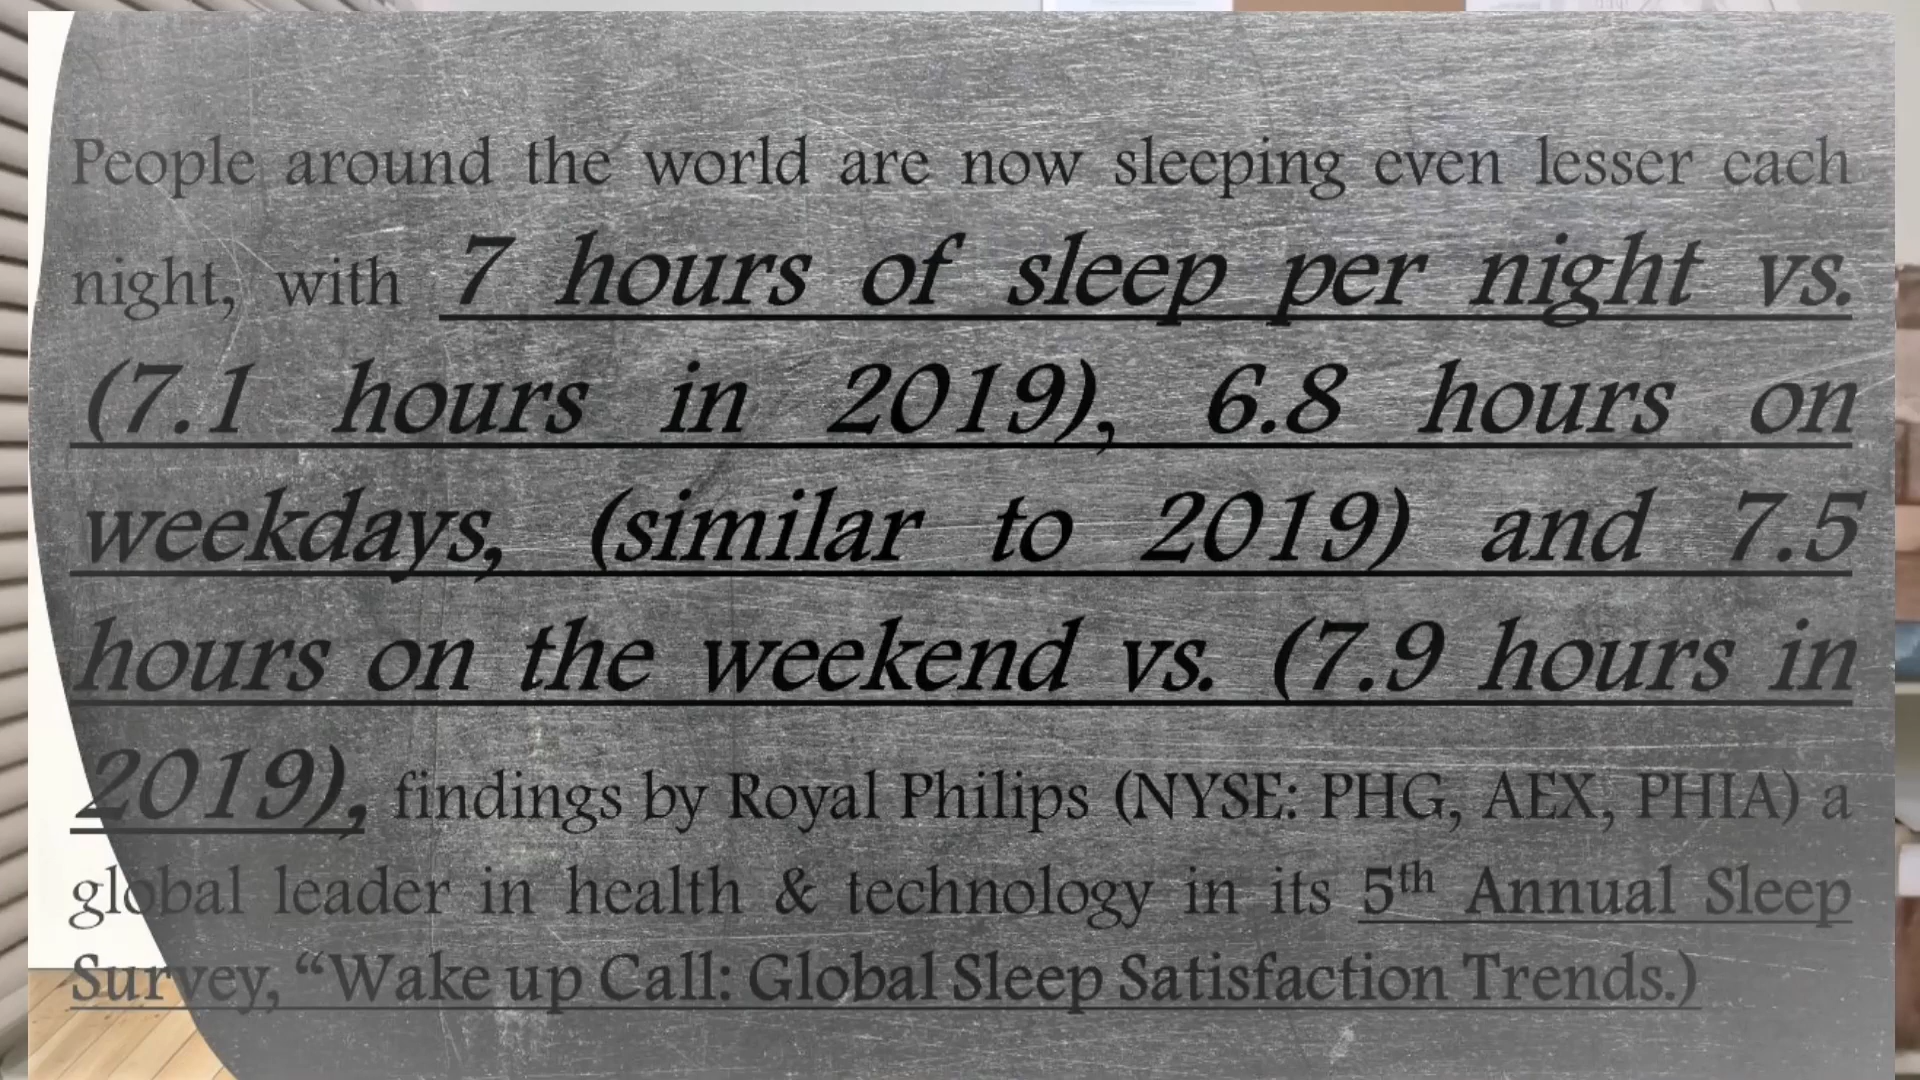 People around the world are now sleeping even lesser each
night, with 7 hours of sleep per night vs.
(7.1 hours in 2019), 6.8 hours on
weekdays, (similar to 2019) and 7.5
hours on the weekend vs. (7.9 hours in
2019), findings by Royal Philips (NYSE: PHG, AEX, PHIA) a
global leader in health & technology in its 5th Annual Sleep
Survey, “Wake up Call: Global Sleep Satisfaction Trends.)